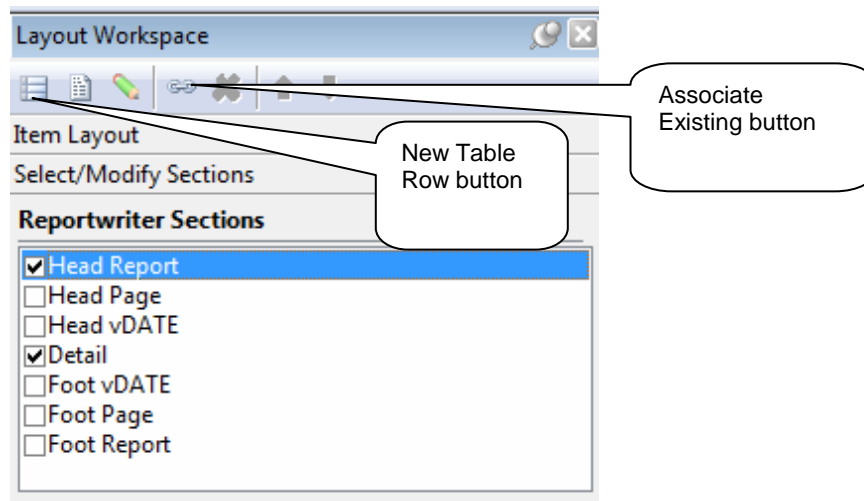 Layout Workspace
Associate
Existing button
Item Layout
New Table
Row button
Select/Modify Sections
Reportwriter Sections
Head Report
Head Page
Head vDATE
Detail
Foot vDATE
Foot Page
Foot Report